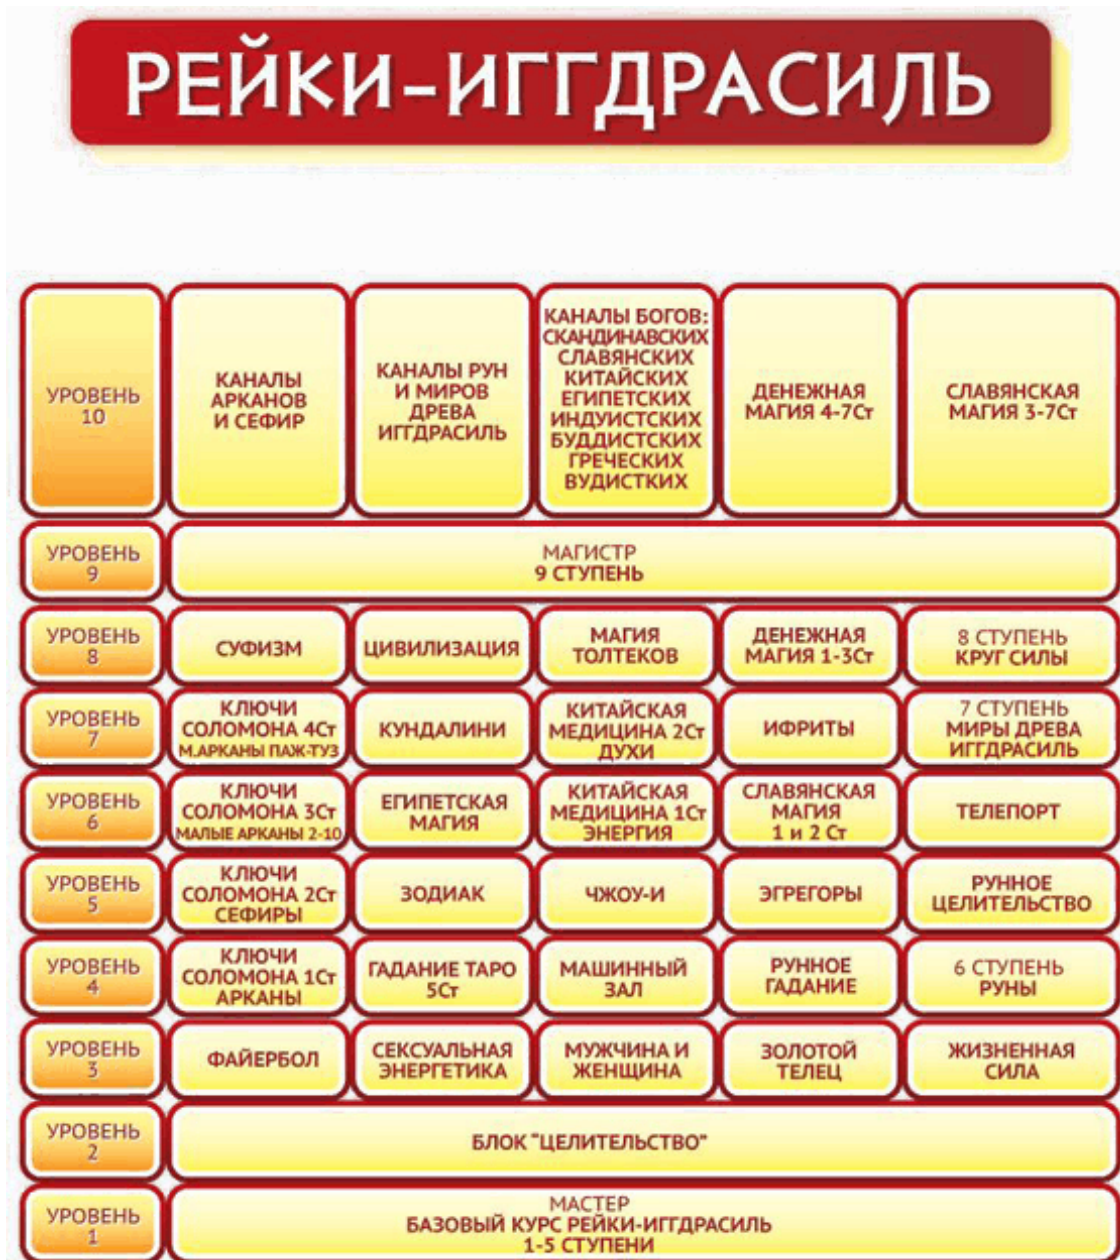 РЕЙКИ-ИГГДРАСИЛЬ
УРОВЕНЬ
10
КАНАЛЫ
АРКАНОВ
И СЕФИР
КАНАЛЫ РУН
И МИРОВ
ДРЕВА
ИГГДРАСИЛЬ
КАНАЛЫ БОГОВ:
СКАНДИНАВСКИХ
СЛАВЯНСКИХ
КИТАЙСКИХ
ЕГИПЕТСКИХ
ИНДУИСТСКИХ
БУДДИСТСКИХ
ГРЕЧЕСКИХ
ВУДИСТКИХ
ДЕНЕЖНАЯ
МАГИЯ 4-7Ст
СЛАВЯНСКАЯ
МАГИЯ 3-7Ст
УРОВЕНЬ
9
МАГИСТР
9 СТУПЕНЬ
УРОВЕНЬ
8
СУФИЗМ
ЦИВИЛИЗАЦИЯ
МАГИЯ
ТОЛТЕКОВ
ДЕНЕЖНАЯ
МАГИЯ 1-3Ст
8 СТУПЕНЬ
КРУГ СИЛЫ
УРОВЕНЬ
7
КЛЮЧИ
СОЛОМОНА 4Ст
М.АРКАНЫ ПАЖ-ТУЗ
КУНДАЛИНИ
КИТАЙСКАЯ
МЕДИЦИНА 2Ст
ДУХИ
ИФРИТЫ
7 СТУПЕНЬ
МИРЫ ДРЕВА
ИГГДРАСИЛЬ
УРОВЕНЬ
6
КЛЮЧИ
СОЛОМОНА 3Ст
МАЛЫЕ АРКАНЫ 2-10
ЕГИПЕТСКАЯ
МАГИЯ
КИТАЙСКАЯ
МЕДИЦИНА 1Ст
ЭНЕРГИЯ
СЛАВЯНСКАЯ
МАГИЯ
1 и 2 Ст
ТЕЛЕПОРТ
УРОВЕНЬ
5
КЛЮЧИ
СОЛОМОНА 2Ст
СЕФИРЫ
ЗОДИАК
ЧЖОУ-И
ЭГРЕГОРЫ
РУННОЕ
ЦЕЛИТЕЛЬСТВО
УРОВЕНЬ
4
КЛЮЧИ
СОЛОМОНА 1Ст
АРКАНЫ
ГАДАНИЕ ТАРО
5Ст
МАШИННЫЙ
ЗАЛ
РУННОЕ
ГАДАНИЕ
6 СТУПЕНЬ
РУНЫ
УРОВЕНЬ
3
ФАЙЕРБОЛ
СЕКСУАЛЬНАЯ
ЭНЕРГЕТИКА
МУЖЧИНА И
ЖЕНЩИНА
ЗОЛОТОЙ
ТЕЛЕЦ
ЖИЗНЕННАЯ
СИЛА
УРОВЕНЬ
2
БЛОК "ЦЕЛИТЕЛЬСТВО"
УРОВЕНЬ
1
МАСТЕР
БАЗОВЫЙ КУРС РЕЙКИ-ИГГДРАСИЛЬ
1-5 СТУПЕНИ